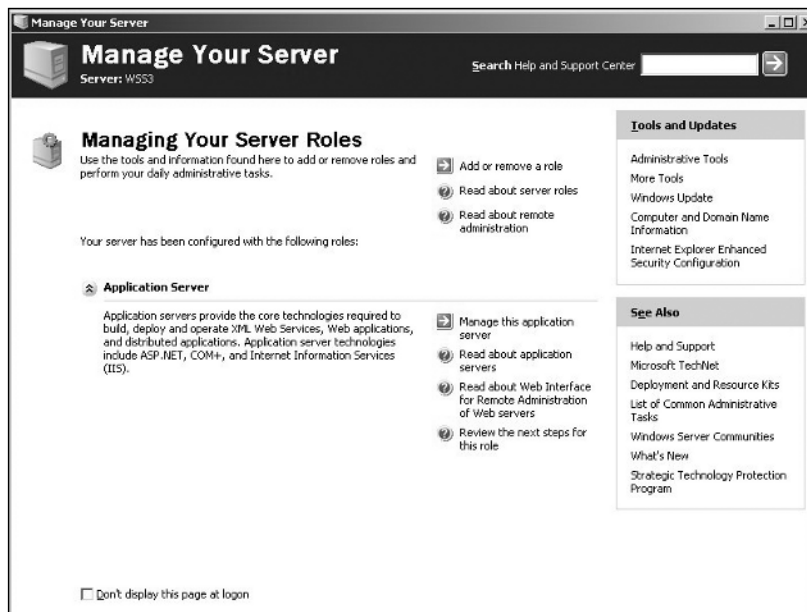 Manage Your Server
Manage Your Server
Server: WSS3
Search Help and Support Center
Managing Your Server Roles
Use the tools and information found here to add or remove roles and
perform your daily administrative tasks.
Add or remove a role
Read about server roles
Read about remote
administration
Your server has been configured with the following roles:
Application Server
Application servers provide the core technologies required to
build, deploy and operate XML Web Services, Web applications,
and distributed applications. Application server technologies
include ASP.NET, COM+, and Internet Information Services
(IIS).
Manage this application
server
Read about application
servers
Read about Web Interface
for Remote Administration
of Web servers
Review the next steps for
this role
Tools and Updates
Administrative Tools
More Tools
Windows Update
Computer and Domain Name
Information
Internet Explorer Enhanced
Security Configuration
See Also
Help and Support
Microsoft TechNet
Deployment and Resource Kits
List of Common Administrative
Tasks
Windows Server Communities
What's New
Strategic Technology Protection
Program
Don't display this page at logon